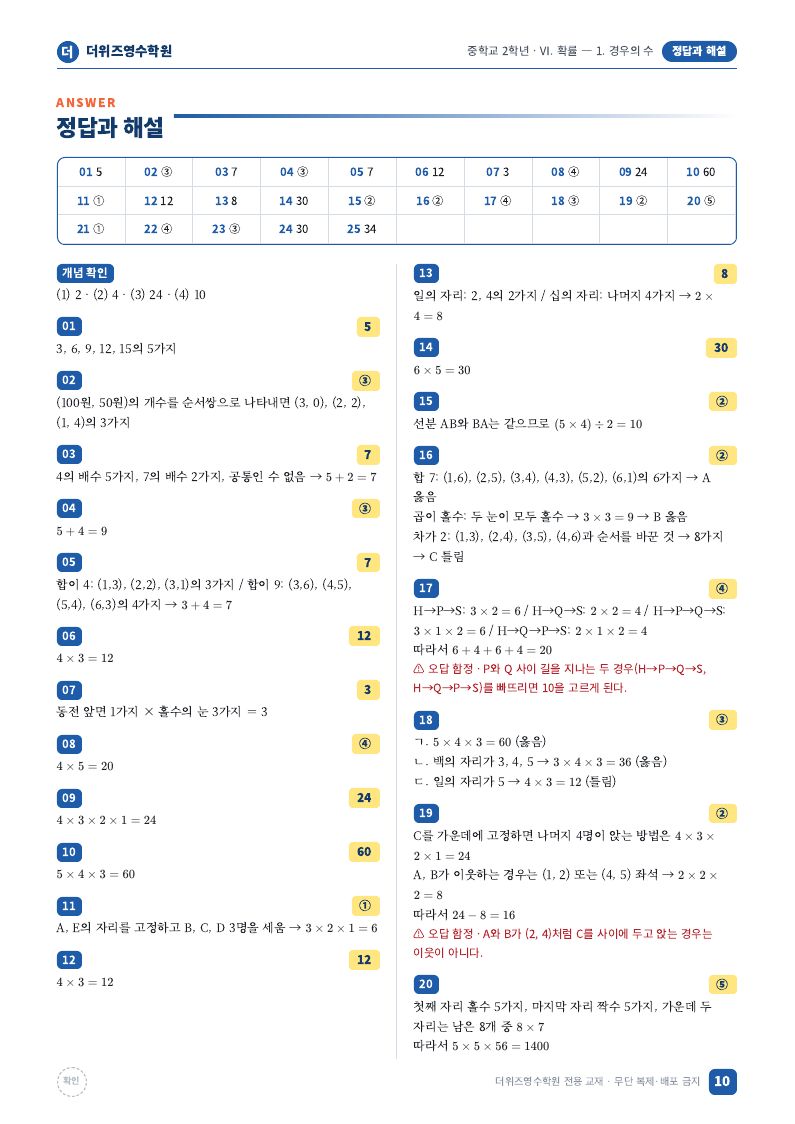 더 더위즈영수학원
중학교 2학년 · VI. 확률 — 1. 경우의 수 정답과 해설
ANSWER
정답과 해설
01 5 02 ③ 03 7 04 ③ 05 7 06 12 07 3 08 ④ 09 24 10 60
11 ① 12 12 13 8 14 30 15 ② 16 ② 17 ④ 18 ③ 19 ② 20 ⑤
21 ① 22 ④ 23 ③ 24 30 25 34
개념 확인
(1) 2 · (2) 4 · (3) 24 · (4) 10
01 5
3, 6, 9, 12, 15의 5가지
02 ③
(100원, 50원)의 개수를 순서쌍으로 나타내면 (3, 0), (2, 2),
(1, 4)의 3가지
03 7
4의 배수 5가지, 7의 배수 2가지, 공통인 수 없음 → 5 + 2 = 7
04 ③
5 + 4 = 9
05 7
합이 4: (1,3), (2,2), (3,1)의 3가지 / 합이 9: (3,6), (4,5),
(5,4), (6,3)의 4가지 → 3 + 4 = 7
06 12
4 × 3 = 12
07 3
동전 앞면 1가지 × 홀수의 눈 3가지 = 3
08 ④
4 × 5 = 20
09 24
4 × 3 × 2 × 1 = 24
10 60
5 × 4 × 3 = 60
11 ①
A, E의 자리를 고정하고 B, C, D 3명을 세움 → 3 × 2 × 1 = 6
12 12
4 × 3 = 12
13 8
일의 자리: 2, 4의 2가지 / 십의 자리: 나머지 4가지 → 2 ×
4 = 8
14 30
6 × 5 = 30
15 ②
선분 AB와 BA는 같으므로 (5 × 4) ÷ 2 = 10
16 ②
합 7: (1,6), (2,5), (3,4), (4,3), (5,2), (6,1)의 6가지 → A
옳음
곱이 홀수: 두 눈이 모두 홀수 → 3 × 3 = 9 → B 옳음
차가 2: (1,3), (2,4), (3,5), (4,6)과 순서를 바꾼 것 → 8가지
→ C 틀림
17 ④
H→P→S: 3 × 2 = 6 / H→Q→S: 2 × 2 = 4 / H→P→Q→S:
3 × 1 × 2 = 6 / H→Q→P→S: 2 × 1 × 2 = 4
따라서 6 + 4 + 6 + 4 = 20
⚠ 오답 함정 · P와 Q 사이 길을 지나는 두 경우(H→P→Q→S,
H→Q→P→S)를 빠뜨리면 10을 고르게 된다.
18 ③
ㄱ. 5 × 4 × 3 = 60 (옳음)
ㄴ. 백의 자리가 3, 4, 5 → 3 × 4 × 3 = 36 (옳음)
ㄷ. 일의 자리가 5 → 4 × 3 = 12 (틀림)
19 ②
C를 가운데에 고정하면 나머지 4명이 앉는 방법은 4 × 3 ×
2 × 1 = 24
A, B가 이웃하는 경우는 (1, 2) 또는 (4, 5) 좌석 → 2 × 2 ×
2 = 8
따라서 24 − 8 = 16
⚠ 오답 함정 · A와 B가 (2, 4)처럼 C를 사이에 두고 앉는 경우는
이웃이 아니다.
20 ⑤
첫째 자리 홀수 5가지, 마지막 자리 짝수 5가지, 가운데 두
자리는 남은 8개 중 8 × 7
따라서 5 × 5 × 56 = 1400
확인
더위즈영수학원 전용 교재 · 무단 복제·배포 금지 10